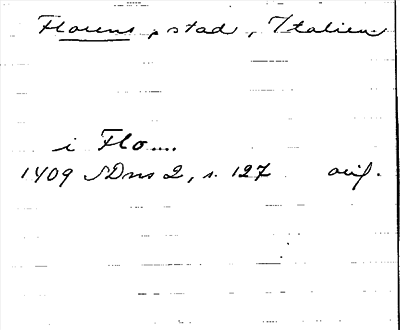 Florens, stad, Italien
i Flo....
1409 SDns 2, s. 127 orig.